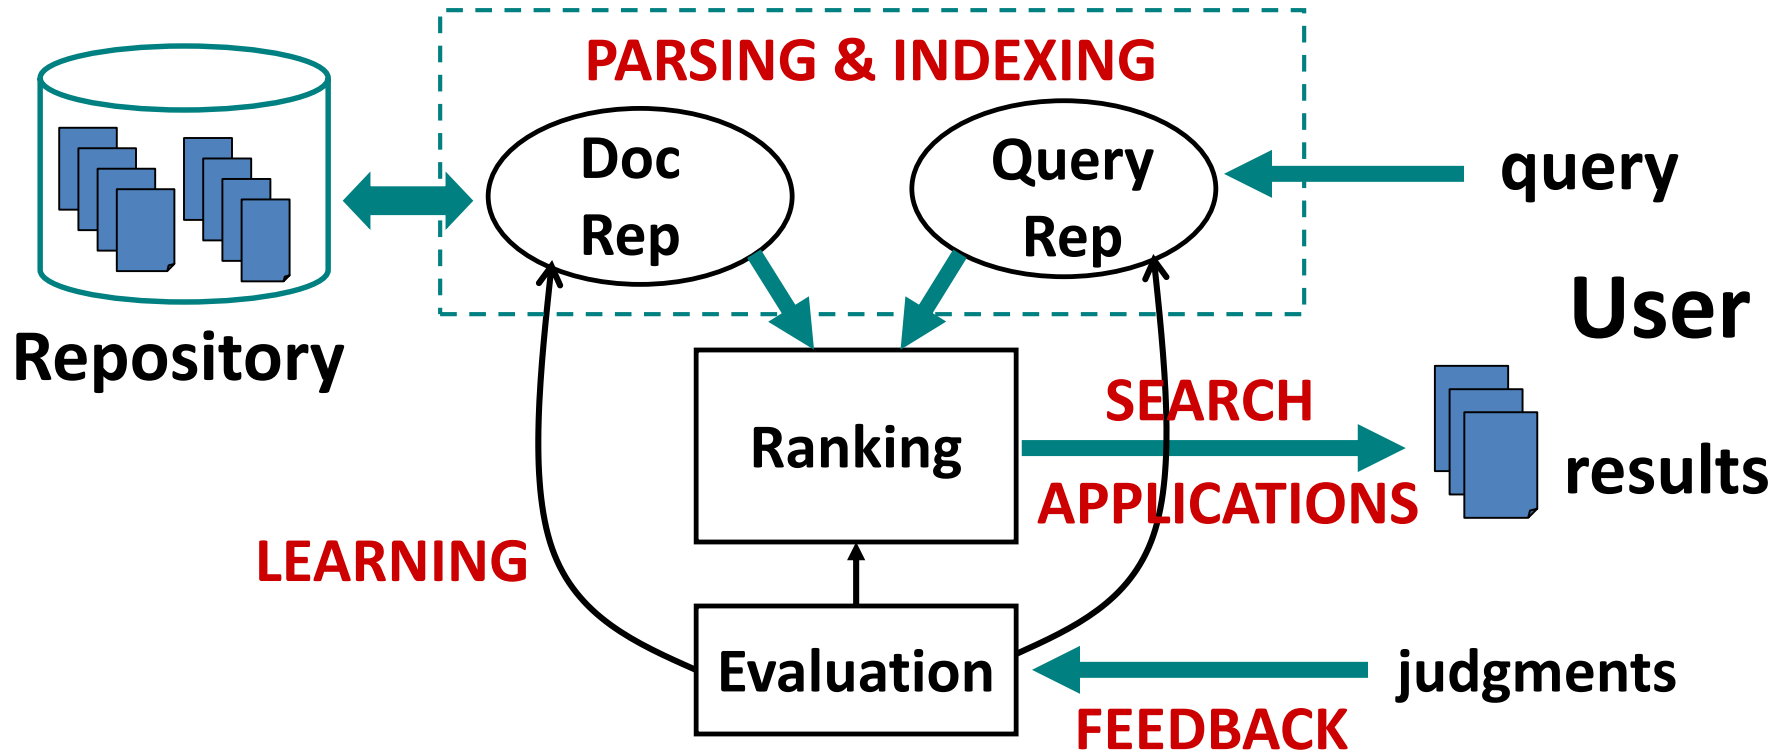 PARSING & INDEXING
Doc
Rep
Query
Rep
query
Repository
User
SEARCH
Ranking
results
APPLICATIONS
LEARNING
Evaluation
judgments
FEEDBACK